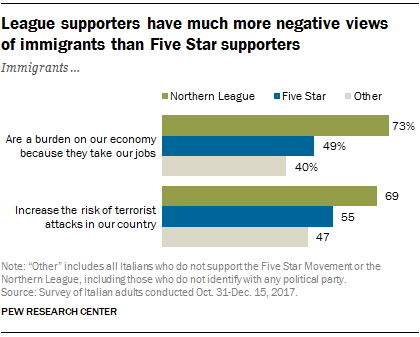 League supporters have much more negative views
of immigrants than Five Star supporters
Immigrants ...
Northern League Five Star Other
Are a burden on our economy
because they take our jobs
73%
49%
40%
Increase the risk of terrorist
attacks in our country
69
55
47
Note: “Other” includes all Italians who do not support the Five Star Movement or the
Northern League, including those who do not identify with any political party.
Source: Survey of Italian adults conducted Oct. 31-Dec. 15, 2017.
PEW RESEARCH CENTER